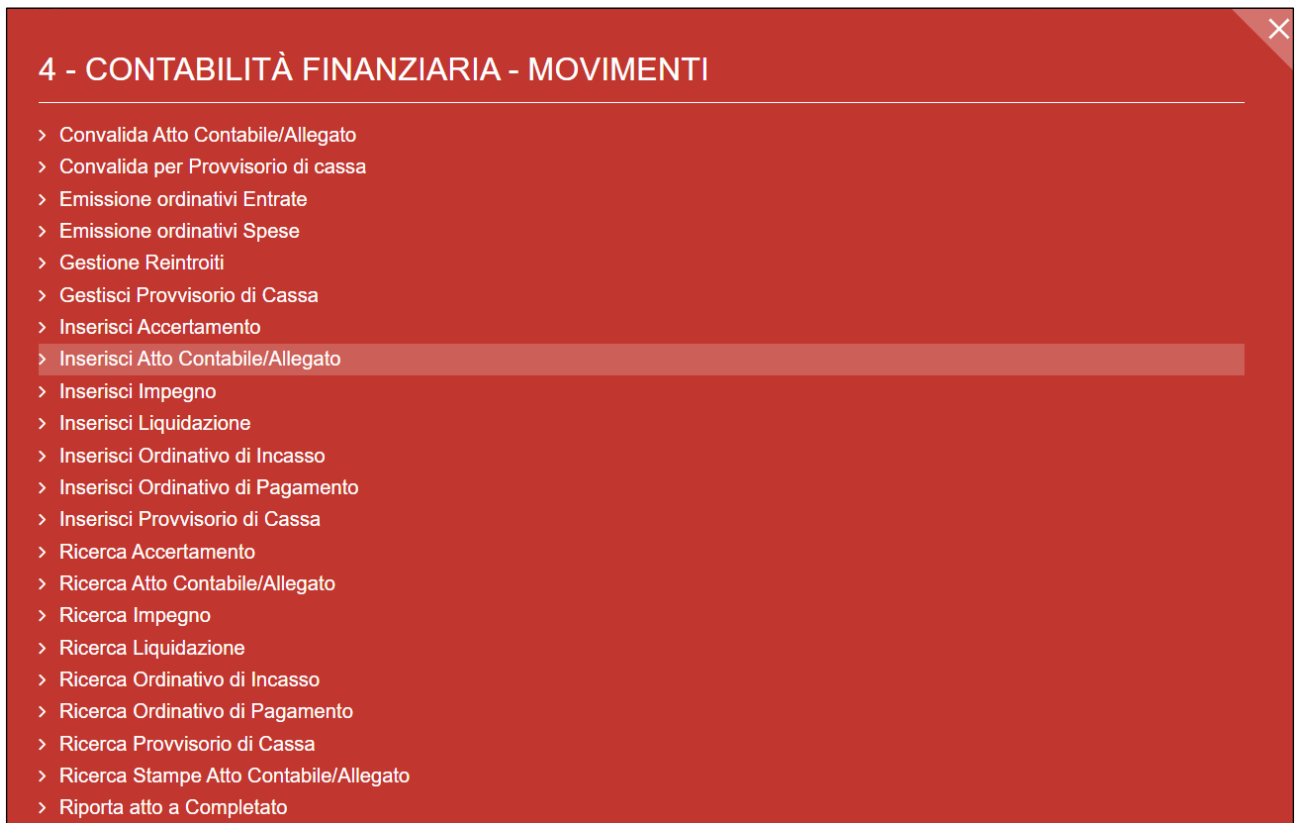 4 - CONTABILITÀ FINANZIARIA - MOVIMENTI
Convalida Atto Contabile/Allegato
Convalida per Provvisorio di cassa
Emissione ordinativi Entrate
Emissione ordinativi Spese
Gestione Reintroiti
Gestisci Provvisorio di Cassa
Inserisci Accertamento
Inserisci Atto Contabile/Allegato
Inserisci Impegno
Inserisci Liquidazione
Inserisci Ordinativo di Incasso
Inserisci Ordinativo di Pagamento
Inserisci Provvisorio di Cassa
Ricerca Accertamento
Ricerca Atto Contabile/Allegato
Ricerca Impegno
Ricerca Liquidazione
Ricerca Ordinativo di Incasso
Ricerca Ordinativo di Pagamento
Ricerca Provvisorio di Cassa
Ricerca Stampe Atto Contabile/Allegato
Riporta atto a Completato